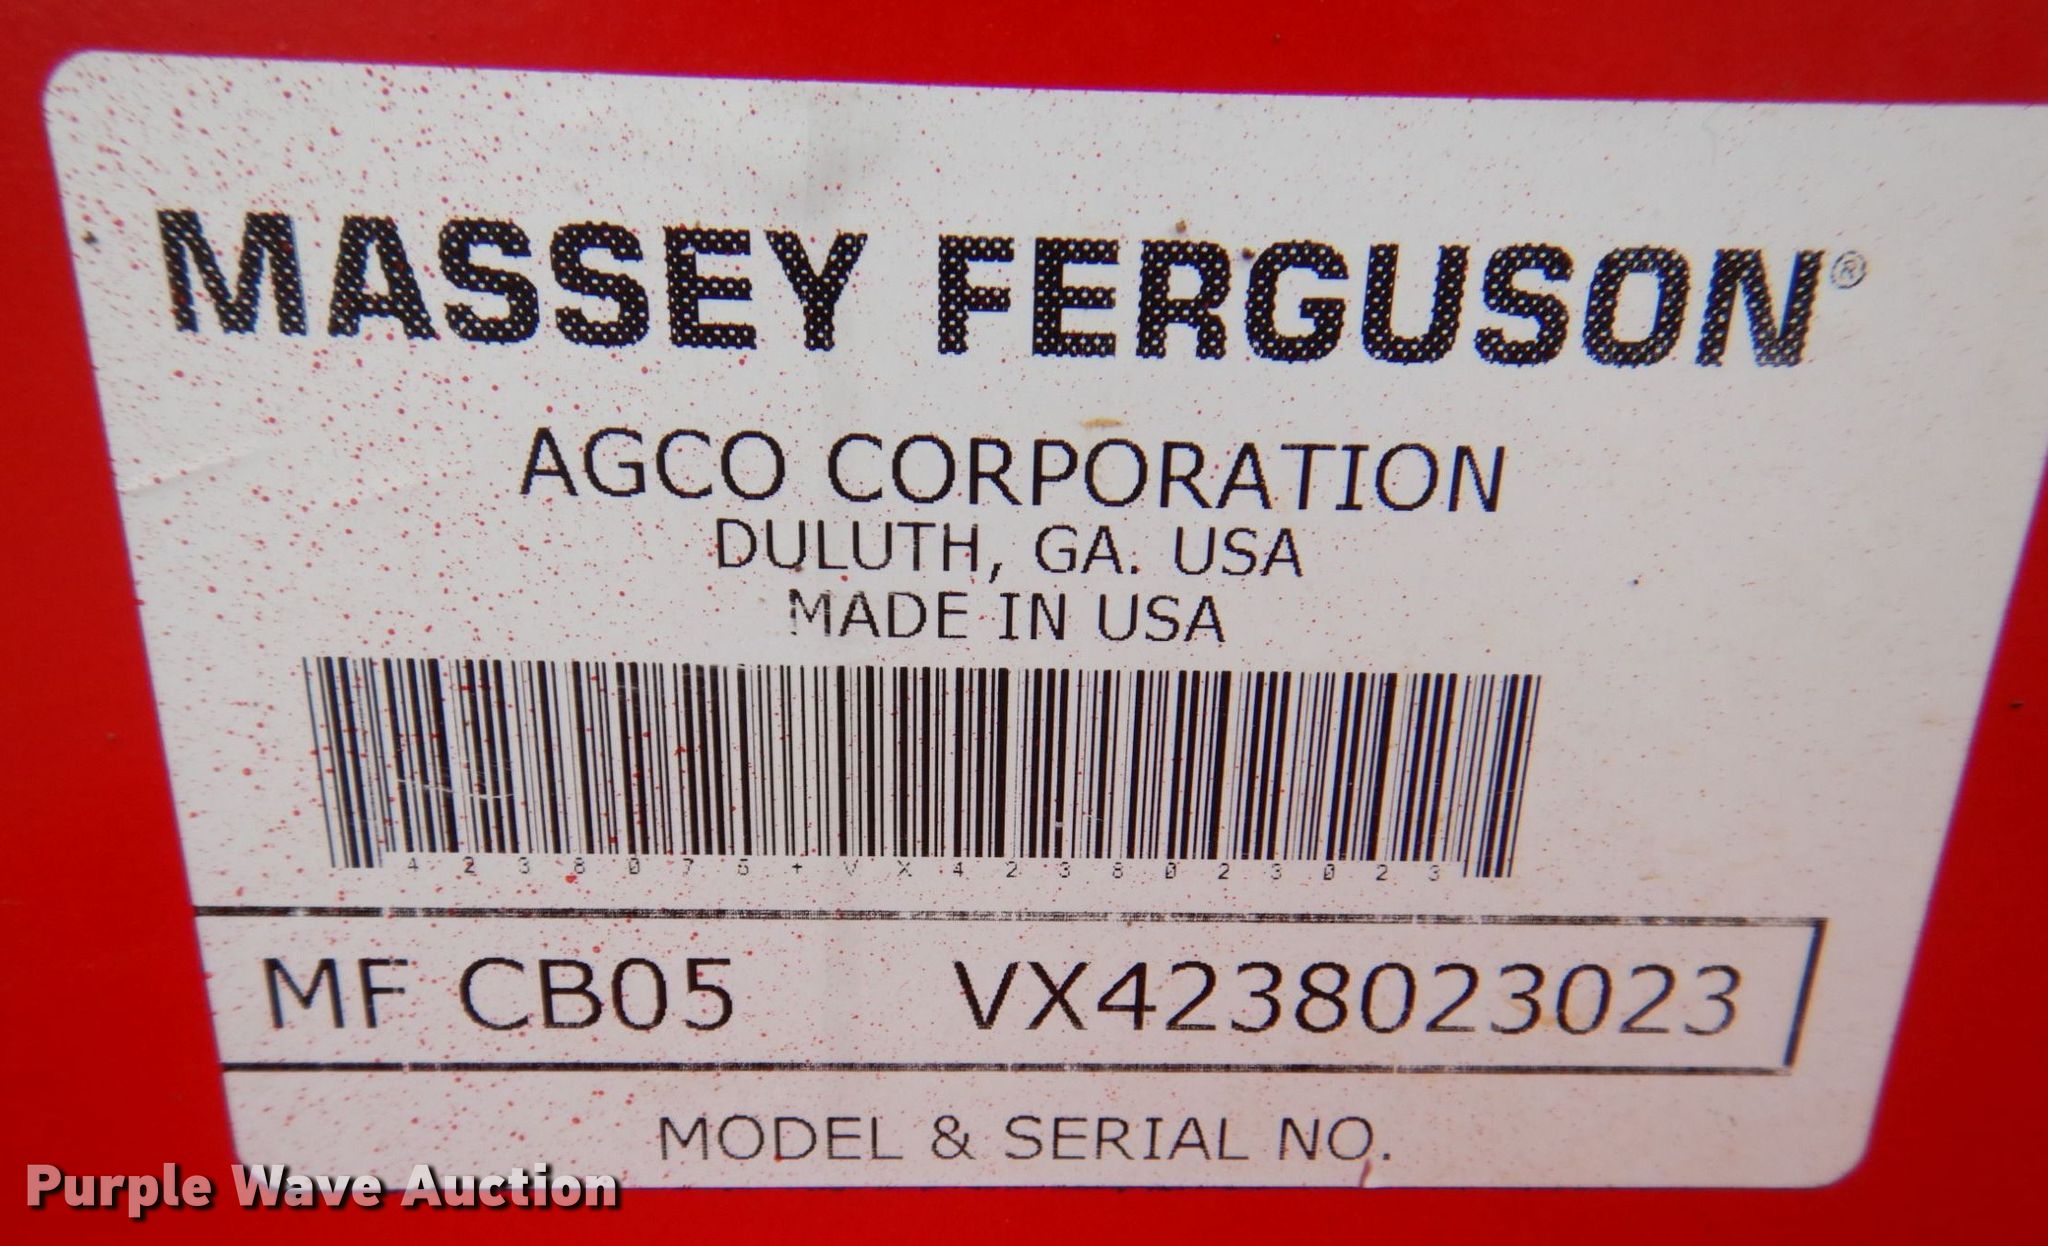 MASSEY FERGUSON®
AGCO CORPORATION
DULUTH, GA. USA
MADE IN USA
4238076+VX4238023023
MF CB05 VX4238023023
MODEL & SERIAL NO.
Purple Wave Auction